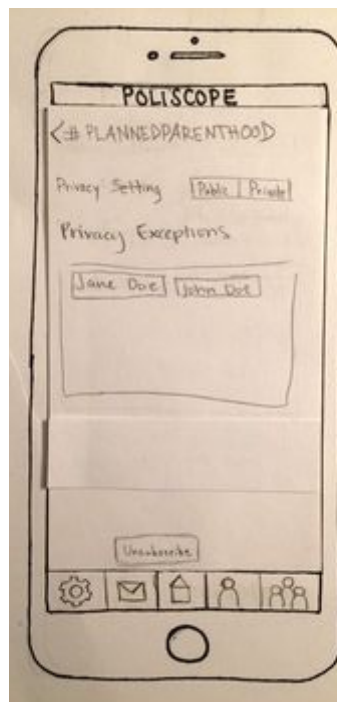 POLISCOPE
<# PLANNEDPARENTHOOD
Privacy Setting Public | Private
Privacy Exceptions
Jane Doe John Doe
Unsubscribe